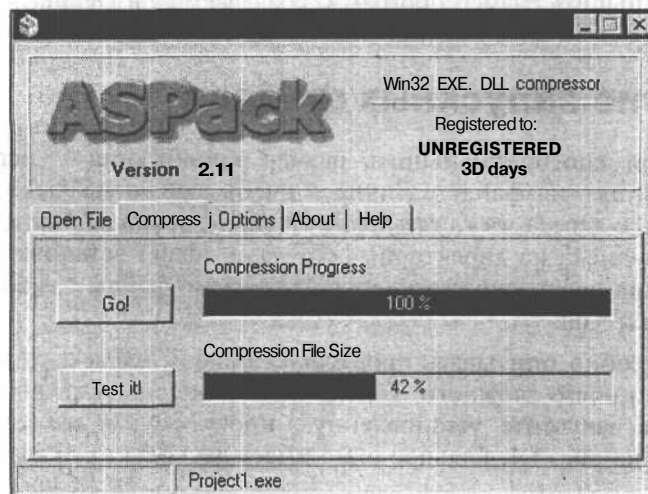 ASPack
Version 2.11
Win32 EXE. DLL compressor
Registered to:
UNREGISTERED
3D days
Open File Compress j Options About | Help
Compression Progress
Go!
100 %
Compression File Size
Test it!
42 %
Project1.exe